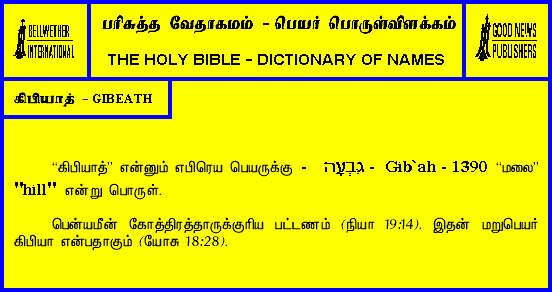 BELLWETHER
INTERNATIONAL
பரிசுத்த வேதாகமம் - பெயர் பொருள்விளக்கம்
THE HOLY BIBLE - DICTIONARY OF NAMES
GOOD NEWS
PUBLISHERS
கிபியாத் - GIBEATH
“கிபியாத்” என்னும் எபிரெய பெயருக்கு - גִּבְעָה - Gib`ah - 1390 “மலை”
"hill" என்று பொருள்.
பென்யமீன் கோத்திரத்தாருக்குரிய பட்டணம் (நியா 19:14). இதன் மறுபெயர்
கிபியா என்பதாகும் (யோசு 18:28).